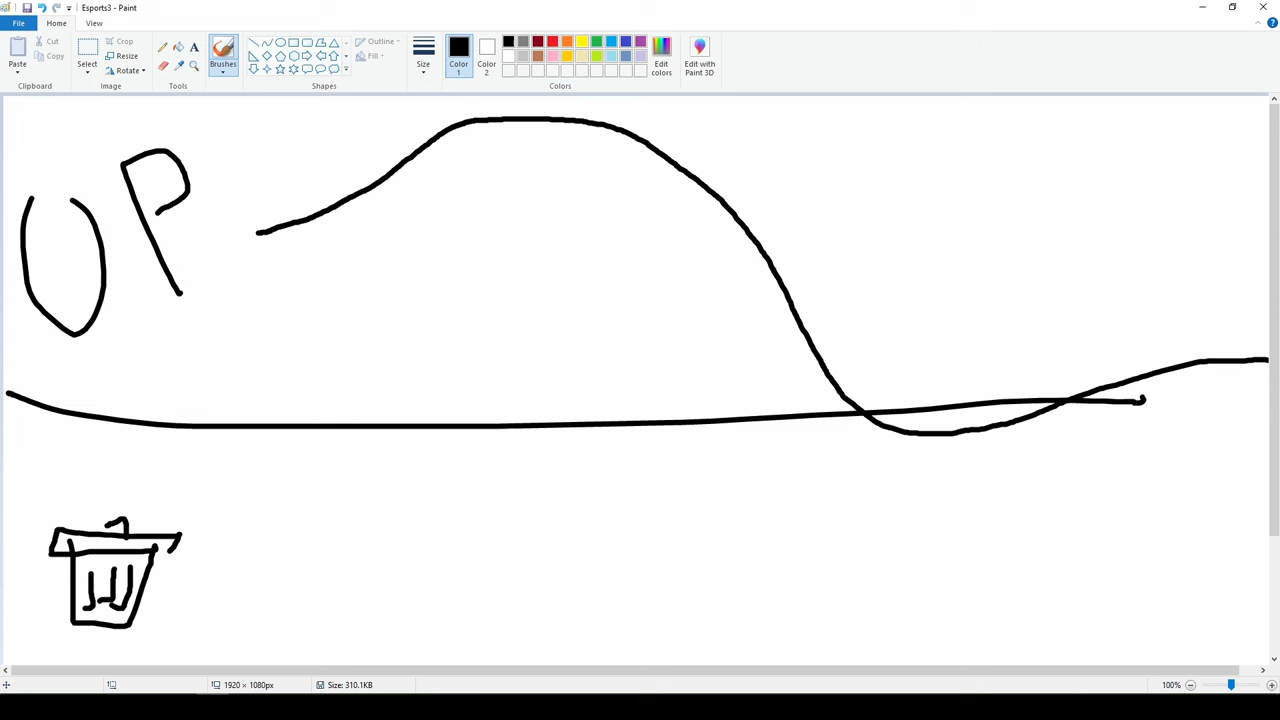 Esports3 - Paint
File Home View
Paste Cut Copy Select Crop Resize Rotate A Brushes Outline Fill Size Color 1 Color 2 Edit colors Edit with Paint 3D
Clipboard Image Tools Shapes Colors
OP
1920 × 1080px Size: 310.1KB 100%